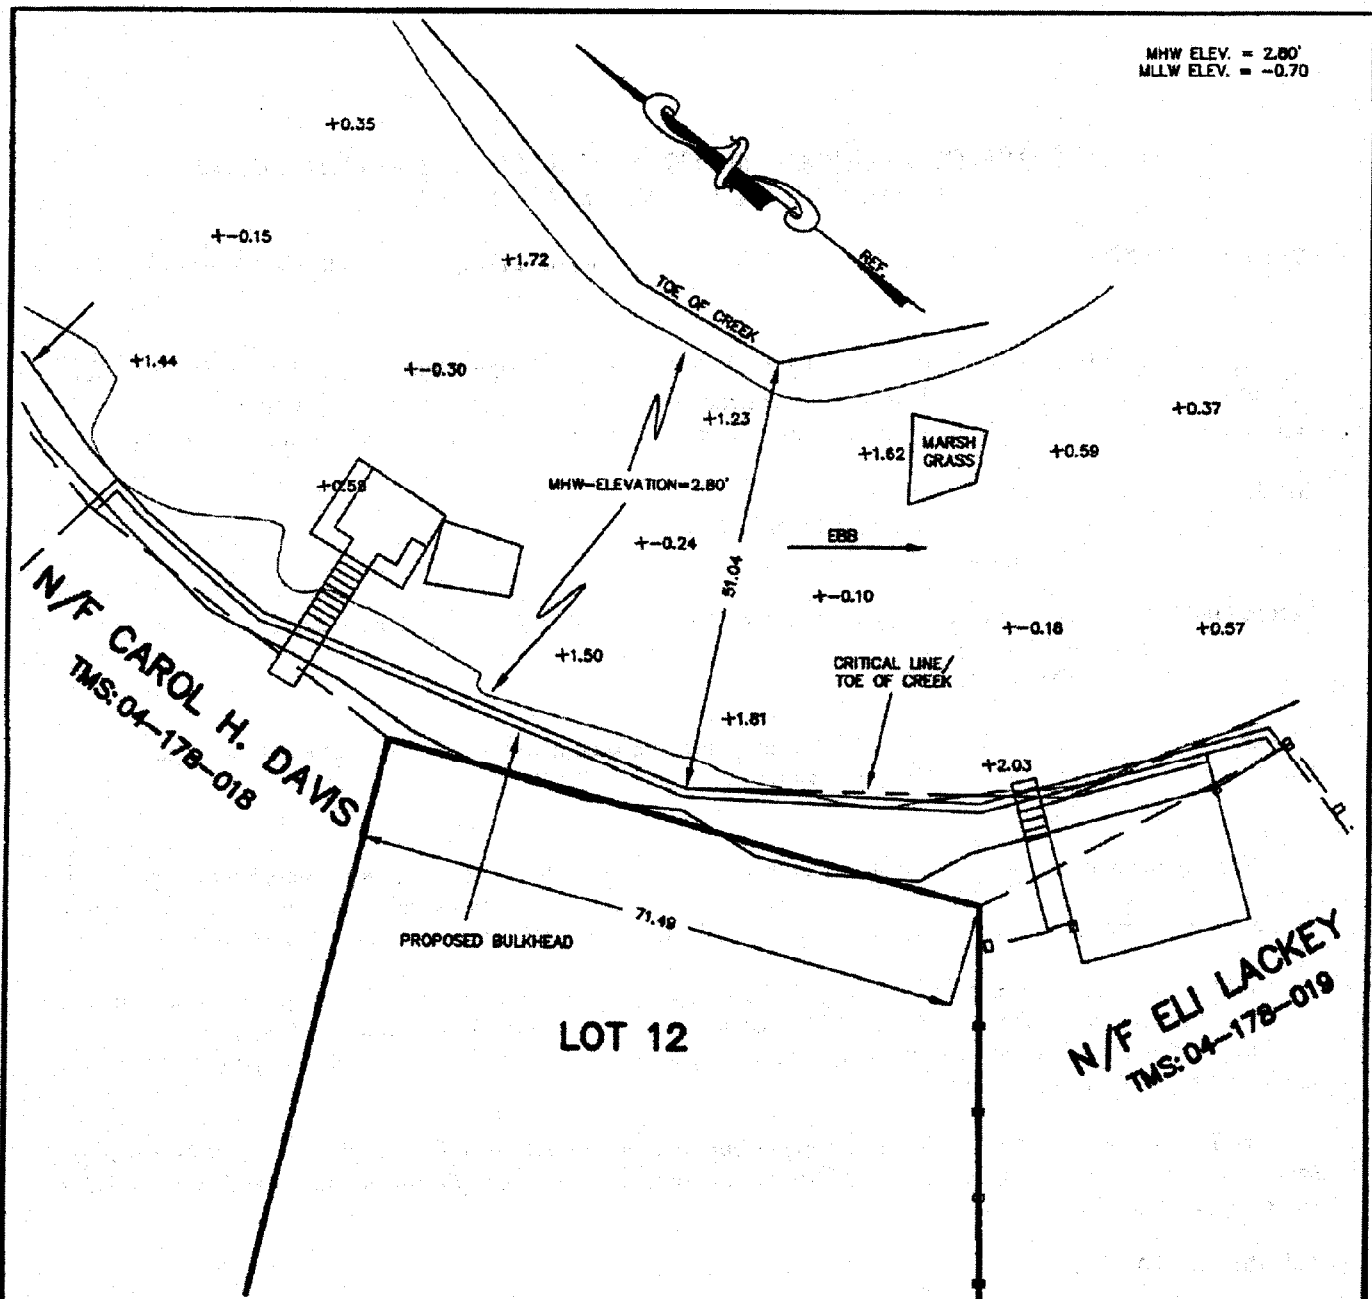 MHW ELEV. = 2.80'
MLLW ELEV. = -0.70
+0.35
+-0.15
+1.72
REF.
TOE OF CREEK
+1.44
+-0.30
+1.23
+0.37
+1.62
MARSH
GRASS
+0.59
+0.58
MHW-ELEVATION=2.80'
+-0.24
EBB
51.04
+-0.10
+-0.18
+0.57
+1.50
CRITICAL LINE/
TOE OF CREEK
N/F CAROL H. DAVIS
TMS: 04-178-018
+1.81
+2.03
71.49
PROPOSED BULKHEAD
LOT 12
N/F ELI LACKEY
TMS: 04-178-019